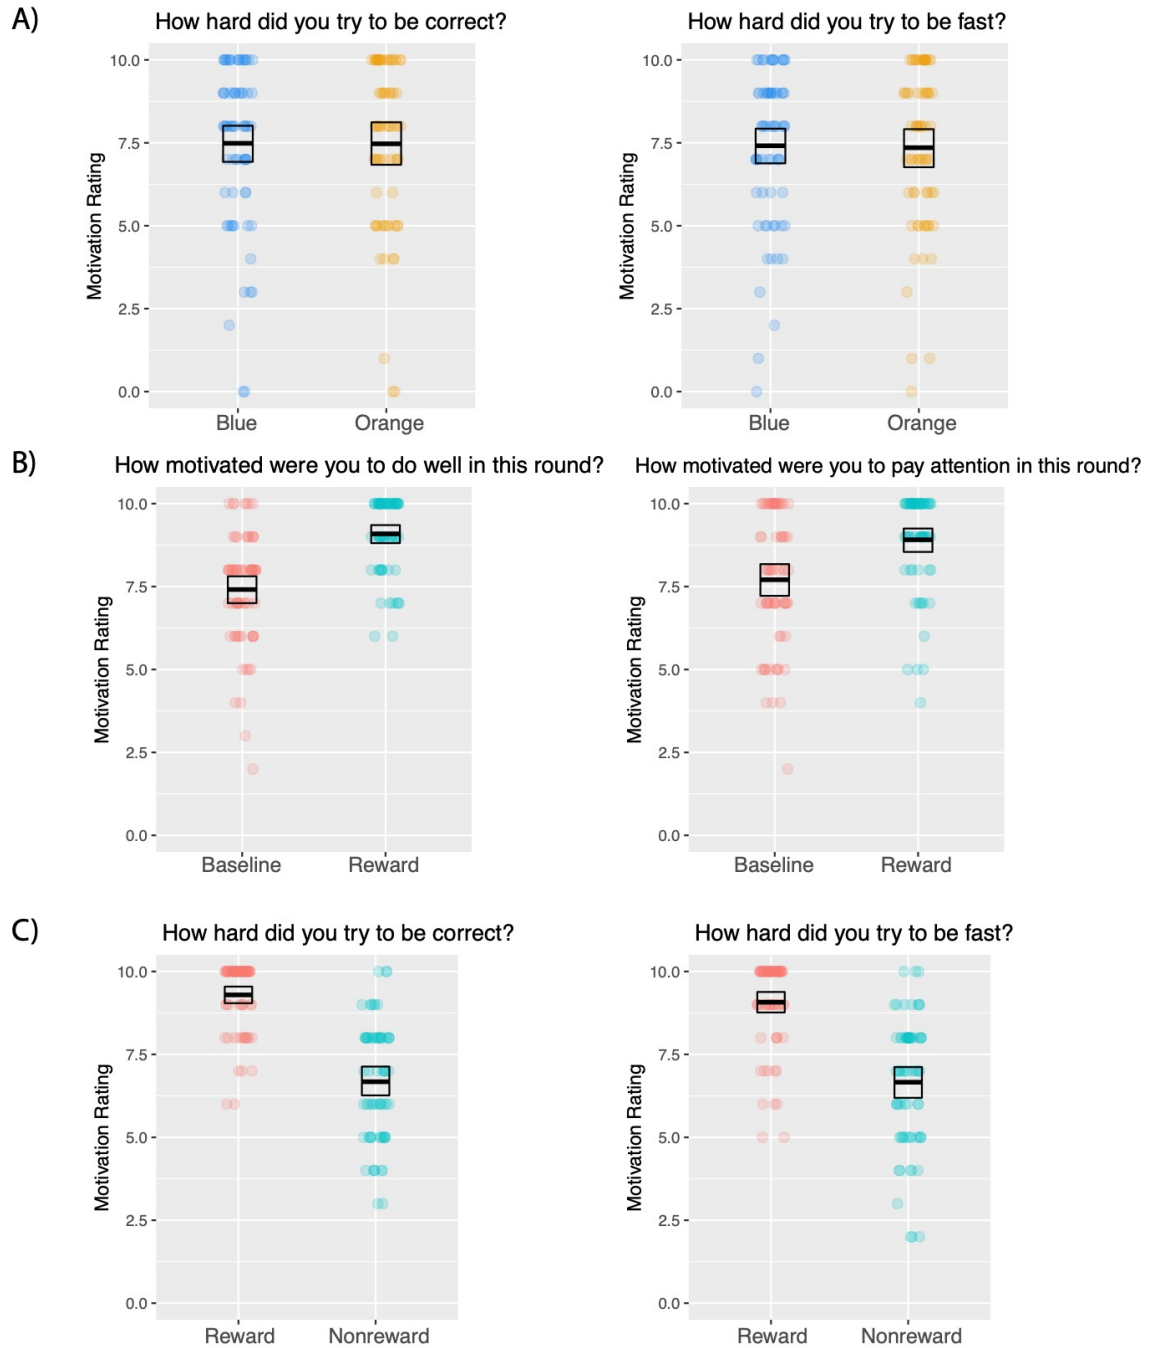 A)
How hard did you try to be correct?
How hard did you try to be fast?
Motivation Rating
10.0
7.5
5.0
2.5
0.0
Blue
Orange
Motivation Rating
10.0
7.5
5.0
2.5
0.0
Blue
Orange
B)
How motivated were you to do well in this round?
How motivated were you to pay attention in this round?
Motivation Rating
10.0
7.5
5.0
2.5
0.0
Baseline
Reward
Motivation Rating
10.0
7.5
5.0
2.5
0.0
Baseline
Reward
C)
How hard did you try to be correct?
How hard did you try to be fast?
Motivation Rating
10.0
7.5
5.0
2.5
0.0
Reward
Nonreward
Motivation Rating
10.0
7.5
5.0
2.5
0.0
Reward
Nonreward